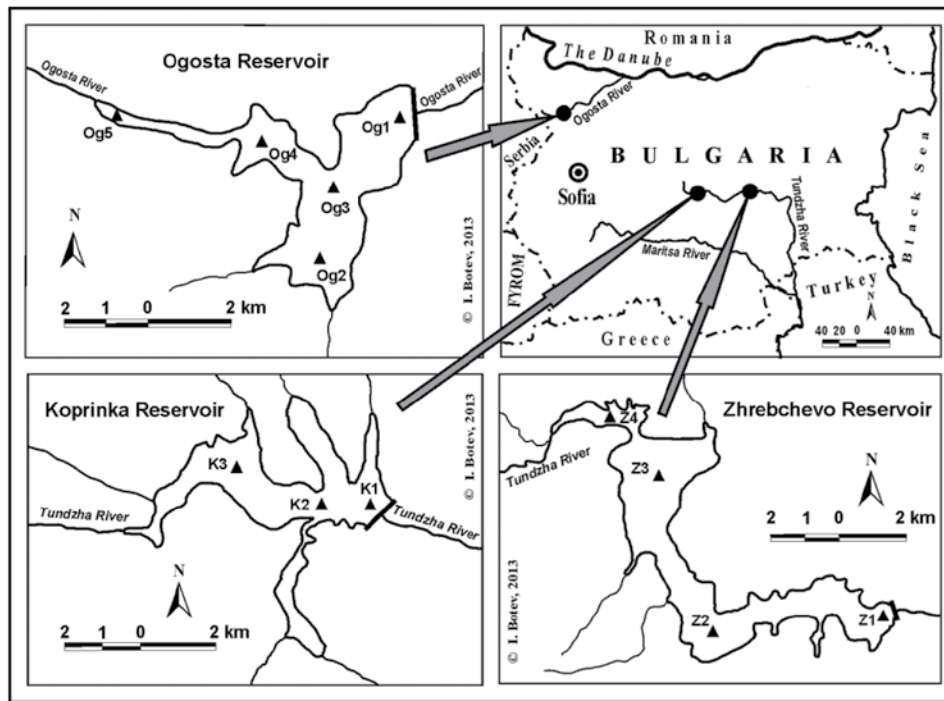 Ogosta Reservoir
Ogosta River
Ogosta River
Og1
Og5
Og4
Og3
Og2
N
2 1 0 2 km
© I. Botev, 2013
Romania
The Danube
Ogosta River
Serbia
BULGARIA
Sofia
Black Sea
Tundzha River
Maritsa River
FYROM
Turkey
Greece
N
40 20 0 40 km
Koprinka Reservoir
K3
K2
K1
Tundzha River
Tundzha River
N
2 1 0 2 km
© I. Botev, 2013
Zhrebchevo Reservoir
Z4
Tundzha River
Z3
N
2 1 0 2 km
Z2
Z1
© I. Botev, 2013